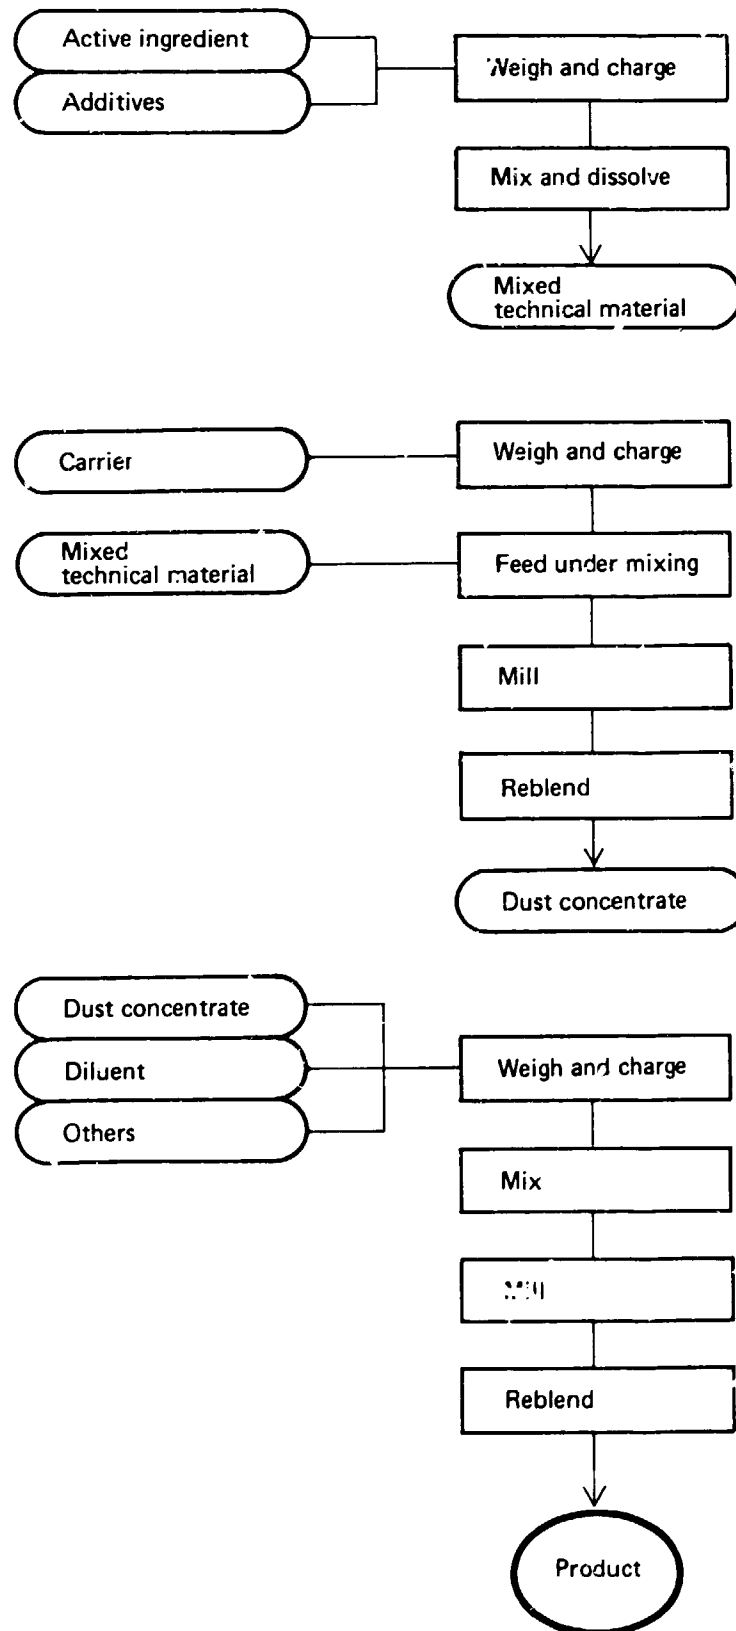 Active ingredient
Additives
Weigh and charge
Mix and dissolve
Mixed
technical material
Carrier
Weigh and charge
Mixed
technical material
Feed under mixing
Mill
Reblend
Dust concentrate
Dust concentrate
Diluent
Others
Weigh and charge
Mix
Reblend
Product